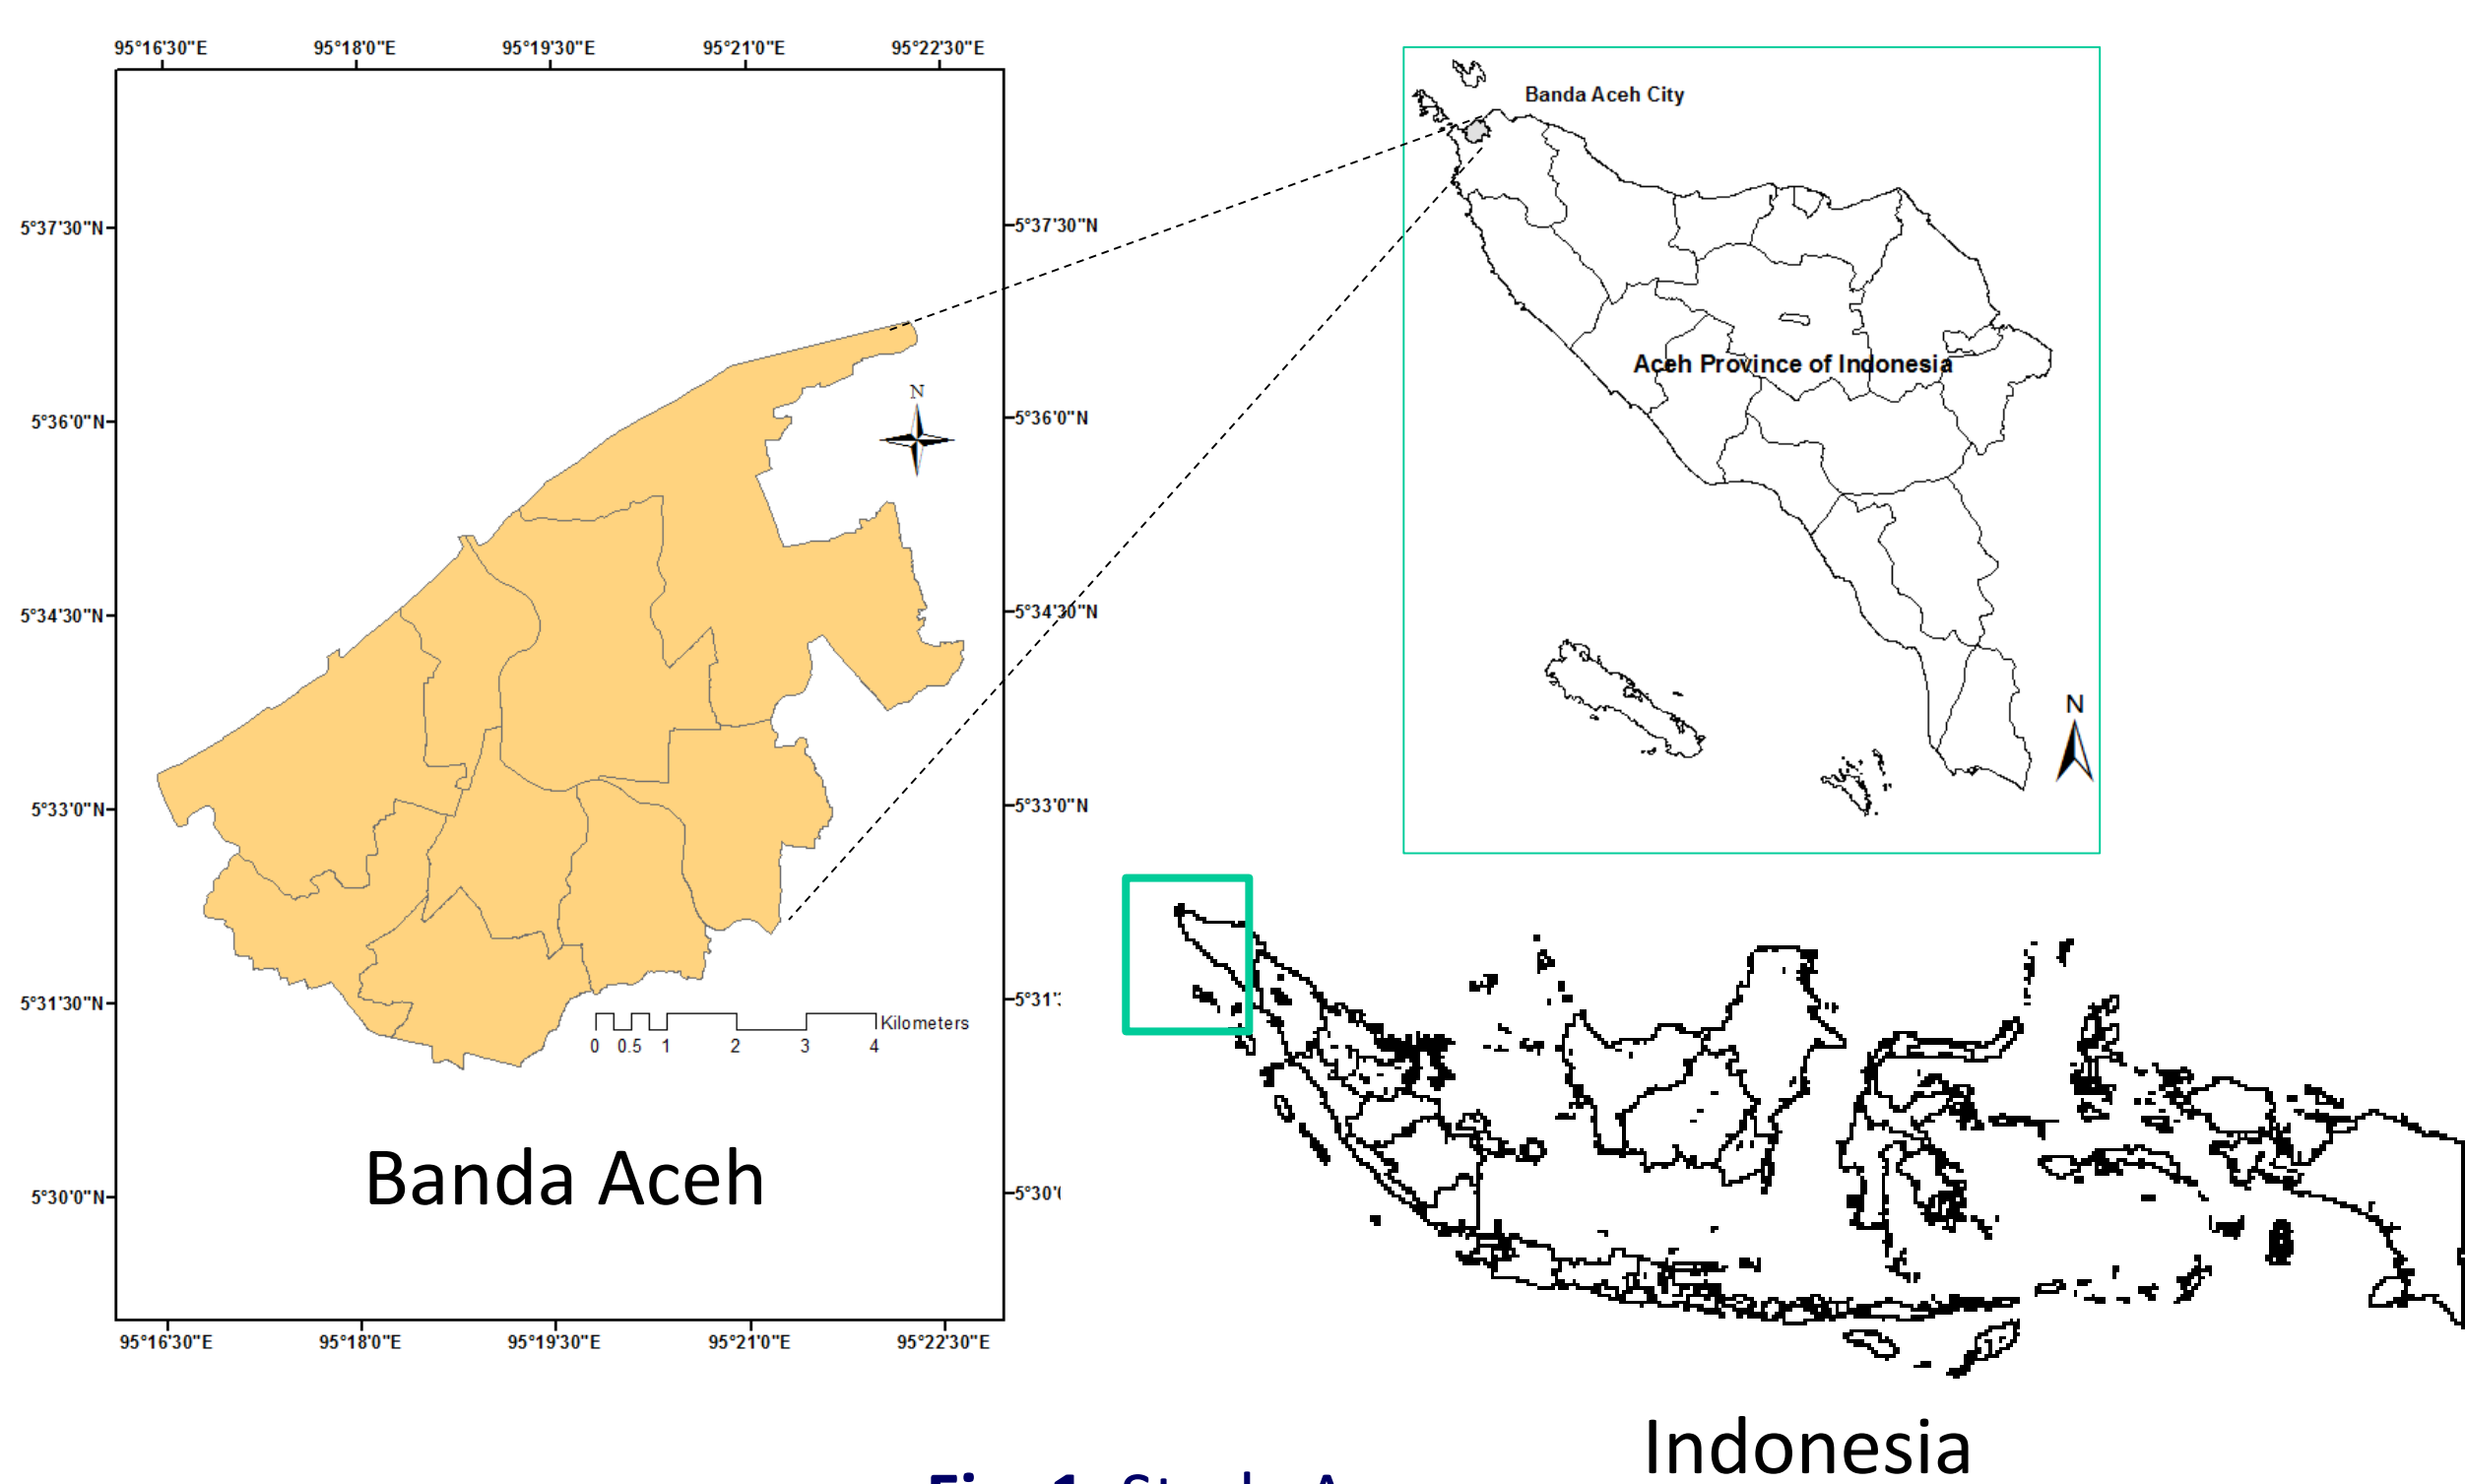 95°16'30"E 95°18'0"E 95°19'30"E 95°21'0"E 95°22'30"E
Banda Aceh City
5°37'30"N 5°37'30"N
Aceh Province of Indonesia
N
5°36'0"N 5°36'0"N
5°34'30"N 5°34'30"N
N
5°33'0"N 5°33'0"N
5°31'30"N 5°31'
Kilometers
0 0.5 1 2 3 4
Banda Aceh
5°30'0"N 5°30'
95°16'30"E 95°18'0"E 95°19'30"E 95°21'0"E 95°22'30"E
Indonesia